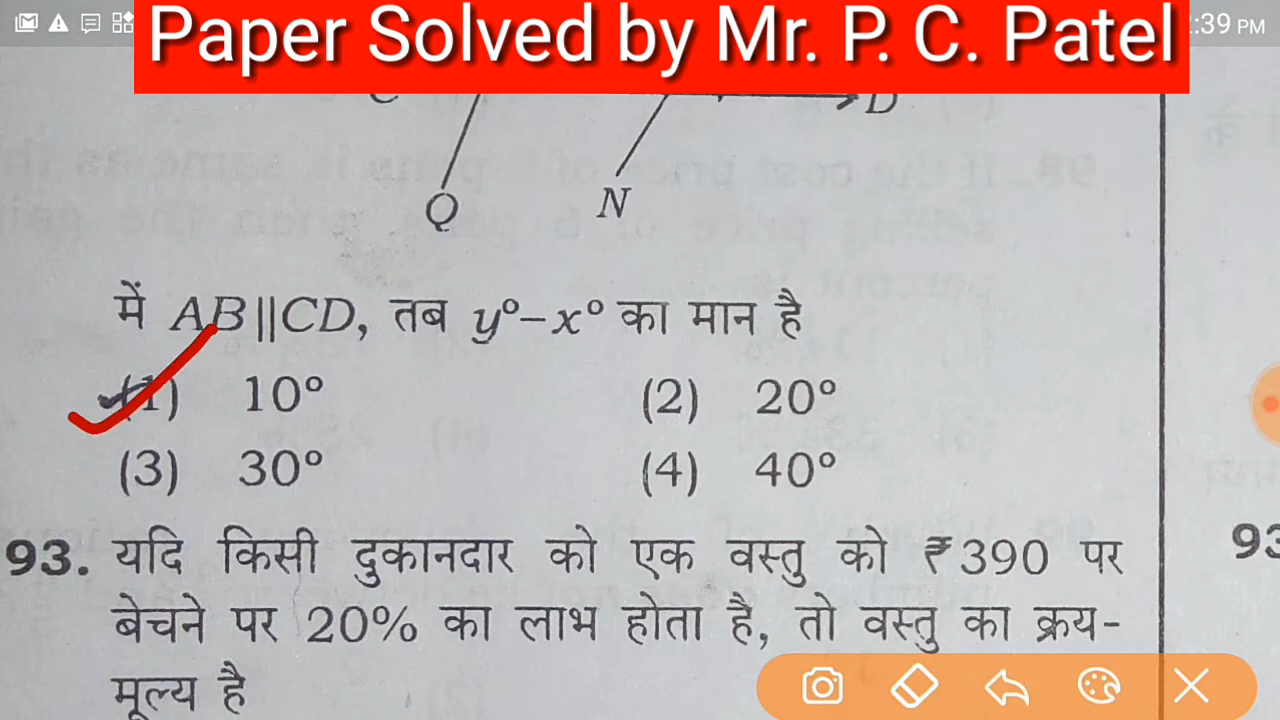 Paper Solved by Mr. P. C. Patel
:39 PM
D
Q N
में AB||CD, तब y°–x° का मान है
(1) 10° (2) 20°
(3) 30° (4) 40°
93. यदि किसी दुकानदार को एक वस्तु को ₹390 पर
बेचने पर 20% का लाभ होता है, तो वस्तु का क्रय-
मूल्य है
93